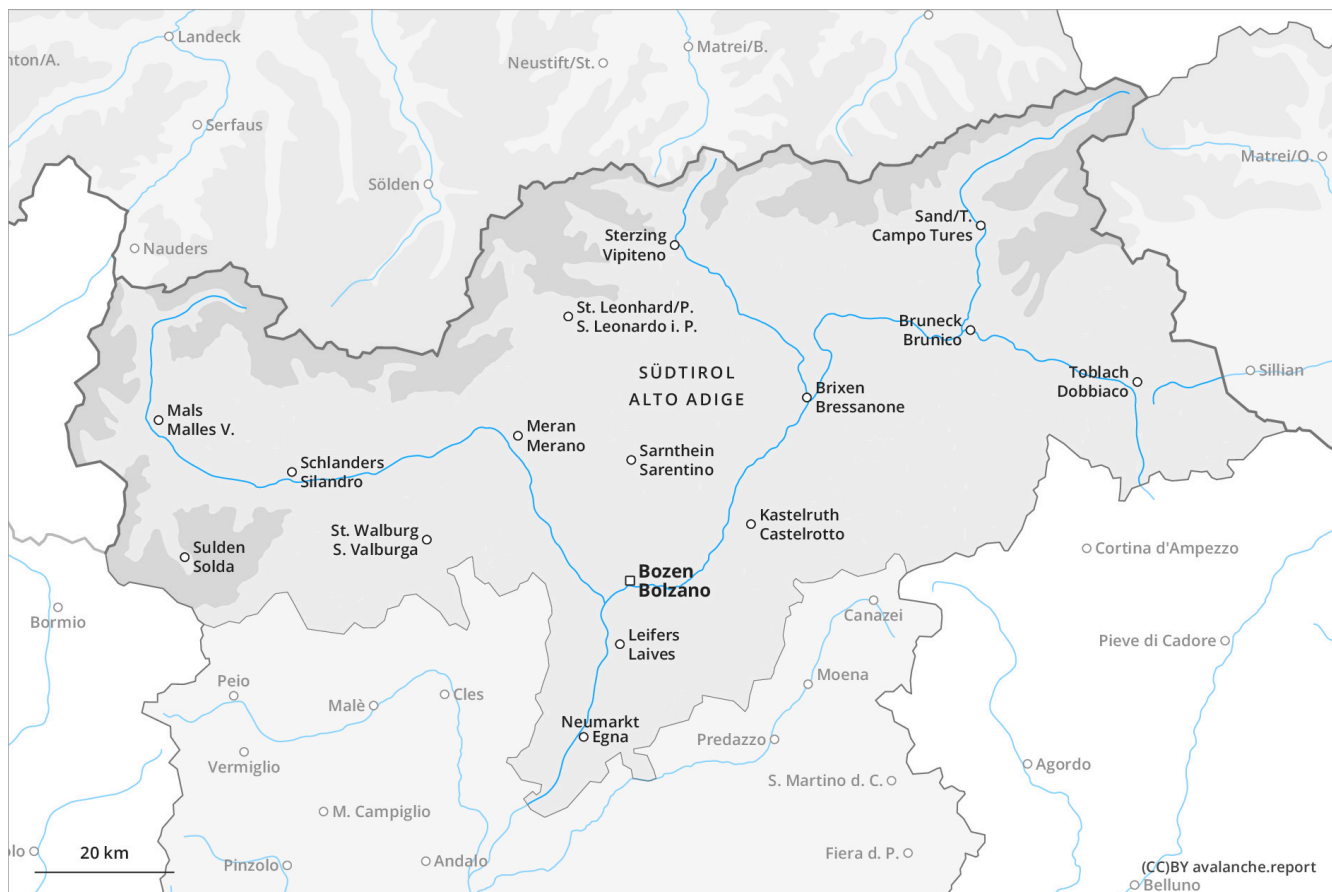 Landeck
nton/A.
Neustift/St.
Matrei/B.
Serfaus
Matrei/O.
Sölden
Sand/T.
Campo Tures
Nauders
Sterzing
Vipiteno
St. Leonhard/P.
S. Leonardo i. P.
Bruneck
Brunico
SÜDTIROL
ALTO ADIGE
Toblach
Dobbiaco
Sillian
Brixen
Bressanone
Mals
Malles V.
Meran
Merano
Sarnthein
Sarentino
Schlanders
Silandro
Kastelruth
Castelrotto
St. Walburg
S. Valburga
Sulden
Solda
Cortina d'Ampezzo
Bozen
Bolzano
Bormio
Canazei
Leifers
Laives
Pieve di Cadore
Peio
Malè
Cles
Moena
Neumarkt
Egna
Predazzo
Vermiglio
Agordo
S. Martino d. C.
M. Campiglio
20 km
olo
Pinzolo
Andalo
Fiera d. P.
(CC)BY avalanche.report
Belluno